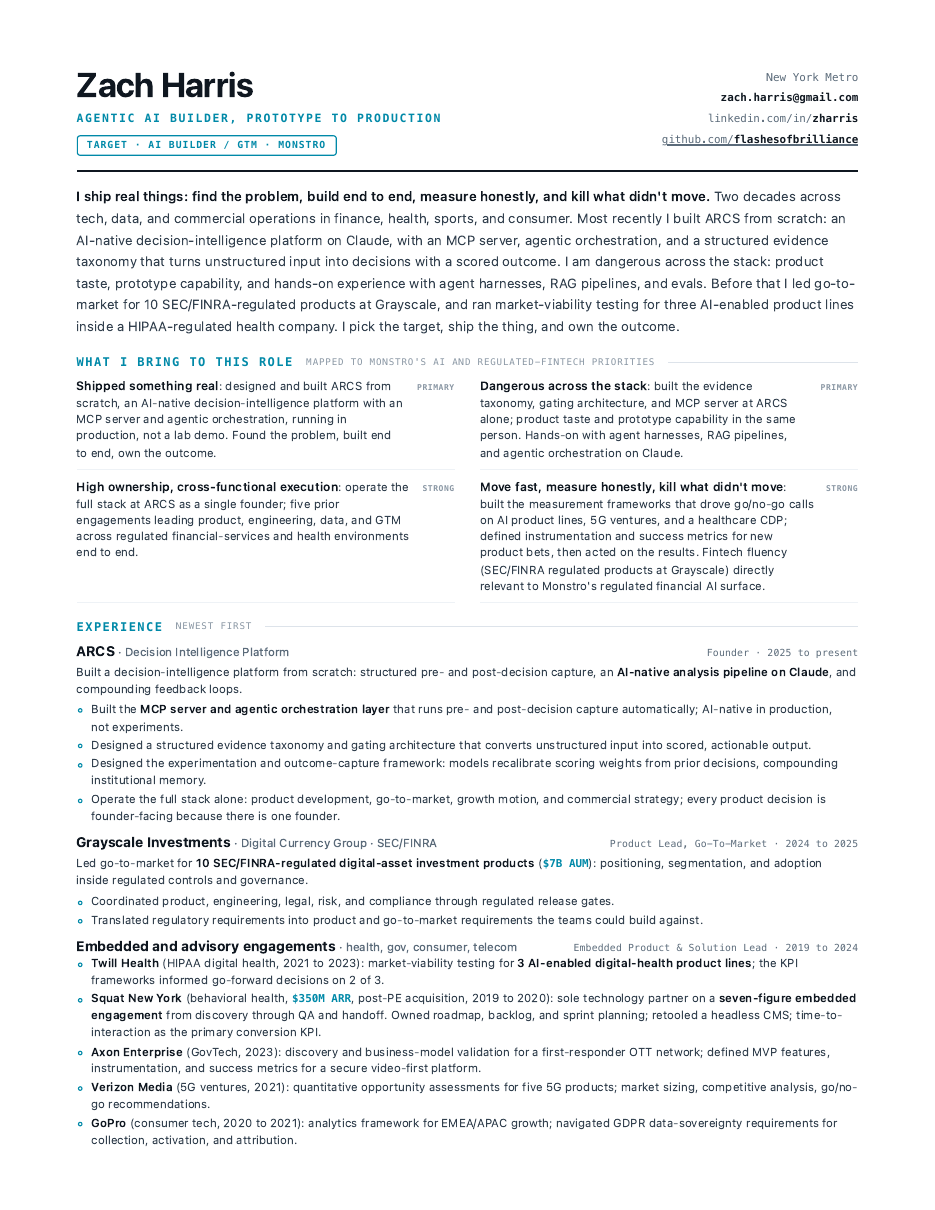 Zach Harris
AGENTIC AI BUILDER, PROTOTYPE TO PRODUCTION
TARGET · AI BUILDER / GTM · MONSTRO
New York Metro
zach.harris@gmail.com
linkedin.com/in/zharris
github.com/flashesofbrilliance
I ship real things: find the problem, build end to end, measure honestly, and kill what didn't move. Two decades across
tech, data, and commercial operations in finance, health, sports, and consumer. Most recently I built ARCS from scratch: an
AI-native decision-intelligence platform on Claude, with an MCP server, agentic orchestration, and a structured evidence
taxonomy that turns unstructured input into decisions with a scored outcome. I am dangerous across the stack: product
taste, prototype capability, and hands-on experience with agent harnesses, RAG pipelines, and evals. Before that I led go-to-
market for 10 SEC/FINRA-regulated products at Grayscale, and ran market-viability testing for three AI-enabled product lines
inside a HIPAA-regulated health company. I pick the target, ship the thing, and own the outcome.
WHAT I BRING TO THIS ROLE MAPPED TO MONSTRO'S AI AND REGULATED-FINTECH PRIORITIES
Shipped something real: designed and built ARCS from PRIMARY
scratch, an AI-native decision-intelligence platform with an
MCP server and agentic orchestration, running in
production, not a lab demo. Found the problem, built end
to end, own the outcome.
Dangerous across the stack: built the evidence PRIMARY
taxonomy, gating architecture, and MCP server at ARCS
alone; product taste and prototype capability in the same
person. Hands-on with agent harnesses, RAG pipelines,
and agentic orchestration on Claude.
High ownership, cross-functional execution: operate the STRONG
full stack at ARCS as a single founder; five prior
engagements leading product, engineering, data, and GTM
across regulated financial-services and health environments
end to end.
Move fast, measure honestly, kill what didn't move: STRONG
built the measurement frameworks that drove go/no-go calls
on AI product lines, 5G ventures, and a healthcare CDP;
defined instrumentation and success metrics for new
product bets, then acted on the results. Fintech fluency
(SEC/FINRA regulated products at Grayscale) directly
relevant to Monstro's regulated financial AI surface.
EXPERIENCE NEWEST FIRST
ARCS · Decision Intelligence Platform Founder · 2025 to present
Built a decision-intelligence platform from scratch: structured pre- and post-decision capture, an AI-native analysis pipeline on Claude, and
compounding feedback loops.
Built the MCP server and agentic orchestration layer that runs pre- and post-decision capture automatically; AI-native in production,
not experiments.
Designed a structured evidence taxonomy and gating architecture that converts unstructured input into scored, actionable output.
Designed the experimentation and outcome-capture framework: models recalibrate scoring weights from prior decisions, compounding
institutional memory.
Operate the full stack alone: product development, go-to-market, growth motion, and commercial strategy; every product decision is
founder-facing because there is one founder.
Grayscale Investments · Digital Currency Group · SEC/FINRA Product Lead, Go-To-Market · 2024 to 2025
Led go-to-market for 10 SEC/FINRA-regulated digital-asset investment products ($7B AUM): positioning, segmentation, and adoption
inside regulated controls and governance.
Coordinated product, engineering, legal, risk, and compliance through regulated release gates.
Translated regulatory requirements into product and go-to-market requirements the teams could build against.
Embedded and advisory engagements · health, gov, consumer, telecom Embedded Product & Solution Lead · 2019 to 2024
Twill Health (HIPAA digital health, 2021 to 2023): market-viability testing for 3 AI-enabled digital-health product lines; the KPI
frameworks informed go-forward decisions on 2 of 3.
Squat New York (behavioral health, $350M ARR, post-PE acquisition, 2019 to 2020): sole technology partner on a seven-figure embedded
engagement from discovery through QA and handoff. Owned roadmap, backlog, and sprint planning; retooled a headless CMS; time-to-
interaction as the primary conversion KPI.
Axon Enterprise (GovTech, 2023): discovery and business-model validation for a first-responder OTT network; defined MVP features,
instrumentation, and success metrics for a secure video-first platform.
Verizon Media (5G ventures, 2021): quantitative opportunity assessments for five 5G products; market sizing, competitive analysis, go/no-
go recommendations.
GoPro (consumer tech, 2020 to 2021): analytics framework for EMEA/APAC growth; navigated GDPR data-sovereignty requirements for
collection, activation, and attribution.